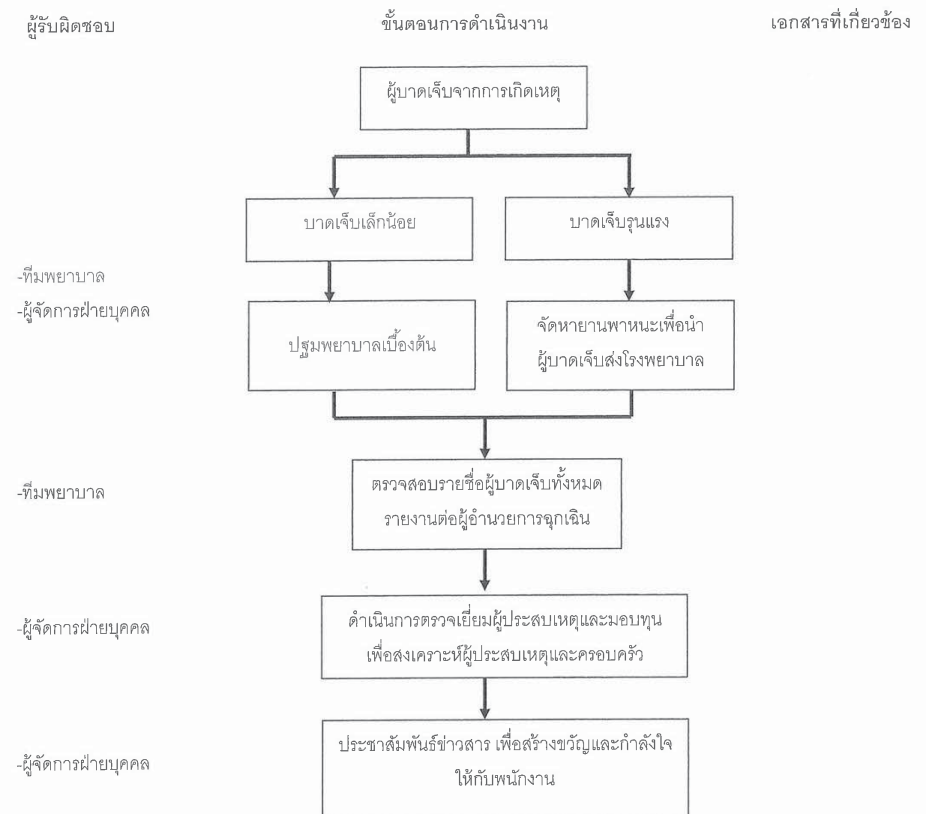 ผู้รับผิดชอบ ขั้นตอนการดำเนินงาน เอกสารที่เกี่ยวข้อง
ผู้บาดเจ็บจากการเกิดเหตุ
บาดเจ็บเล็กน้อย บาดเจ็บรุนแรง
-ทีมพยาบาล
-ผู้จัดการฝ่ายบุคคล
ปฐมพยาบาลเบื้องต้น
จัดหายานพาหนะเพื่อนำ
ผู้บาดเจ็บส่งโรงพยาบาล
-ทีมพยาบาล
ตรวจสอบรายชื่อผู้บาดเจ็บทั้งหมด
รายงานต่อผู้อำนวยการฉุกเฉิน
-ผู้จัดการฝ่ายบุคคล
ดำเนินการตรวจเยี่ยมผู้ประสบเหตุและมอบทุน
เพื่อสงเคราะห์ผู้ประสบเหตุและครอบครัว
-ผู้จัดการฝ่ายบุคคล
ประชาสัมพันธ์ข่าวสาร เพื่อสร้างขวัญและกำลังใจ
ให้กับพนักงาน